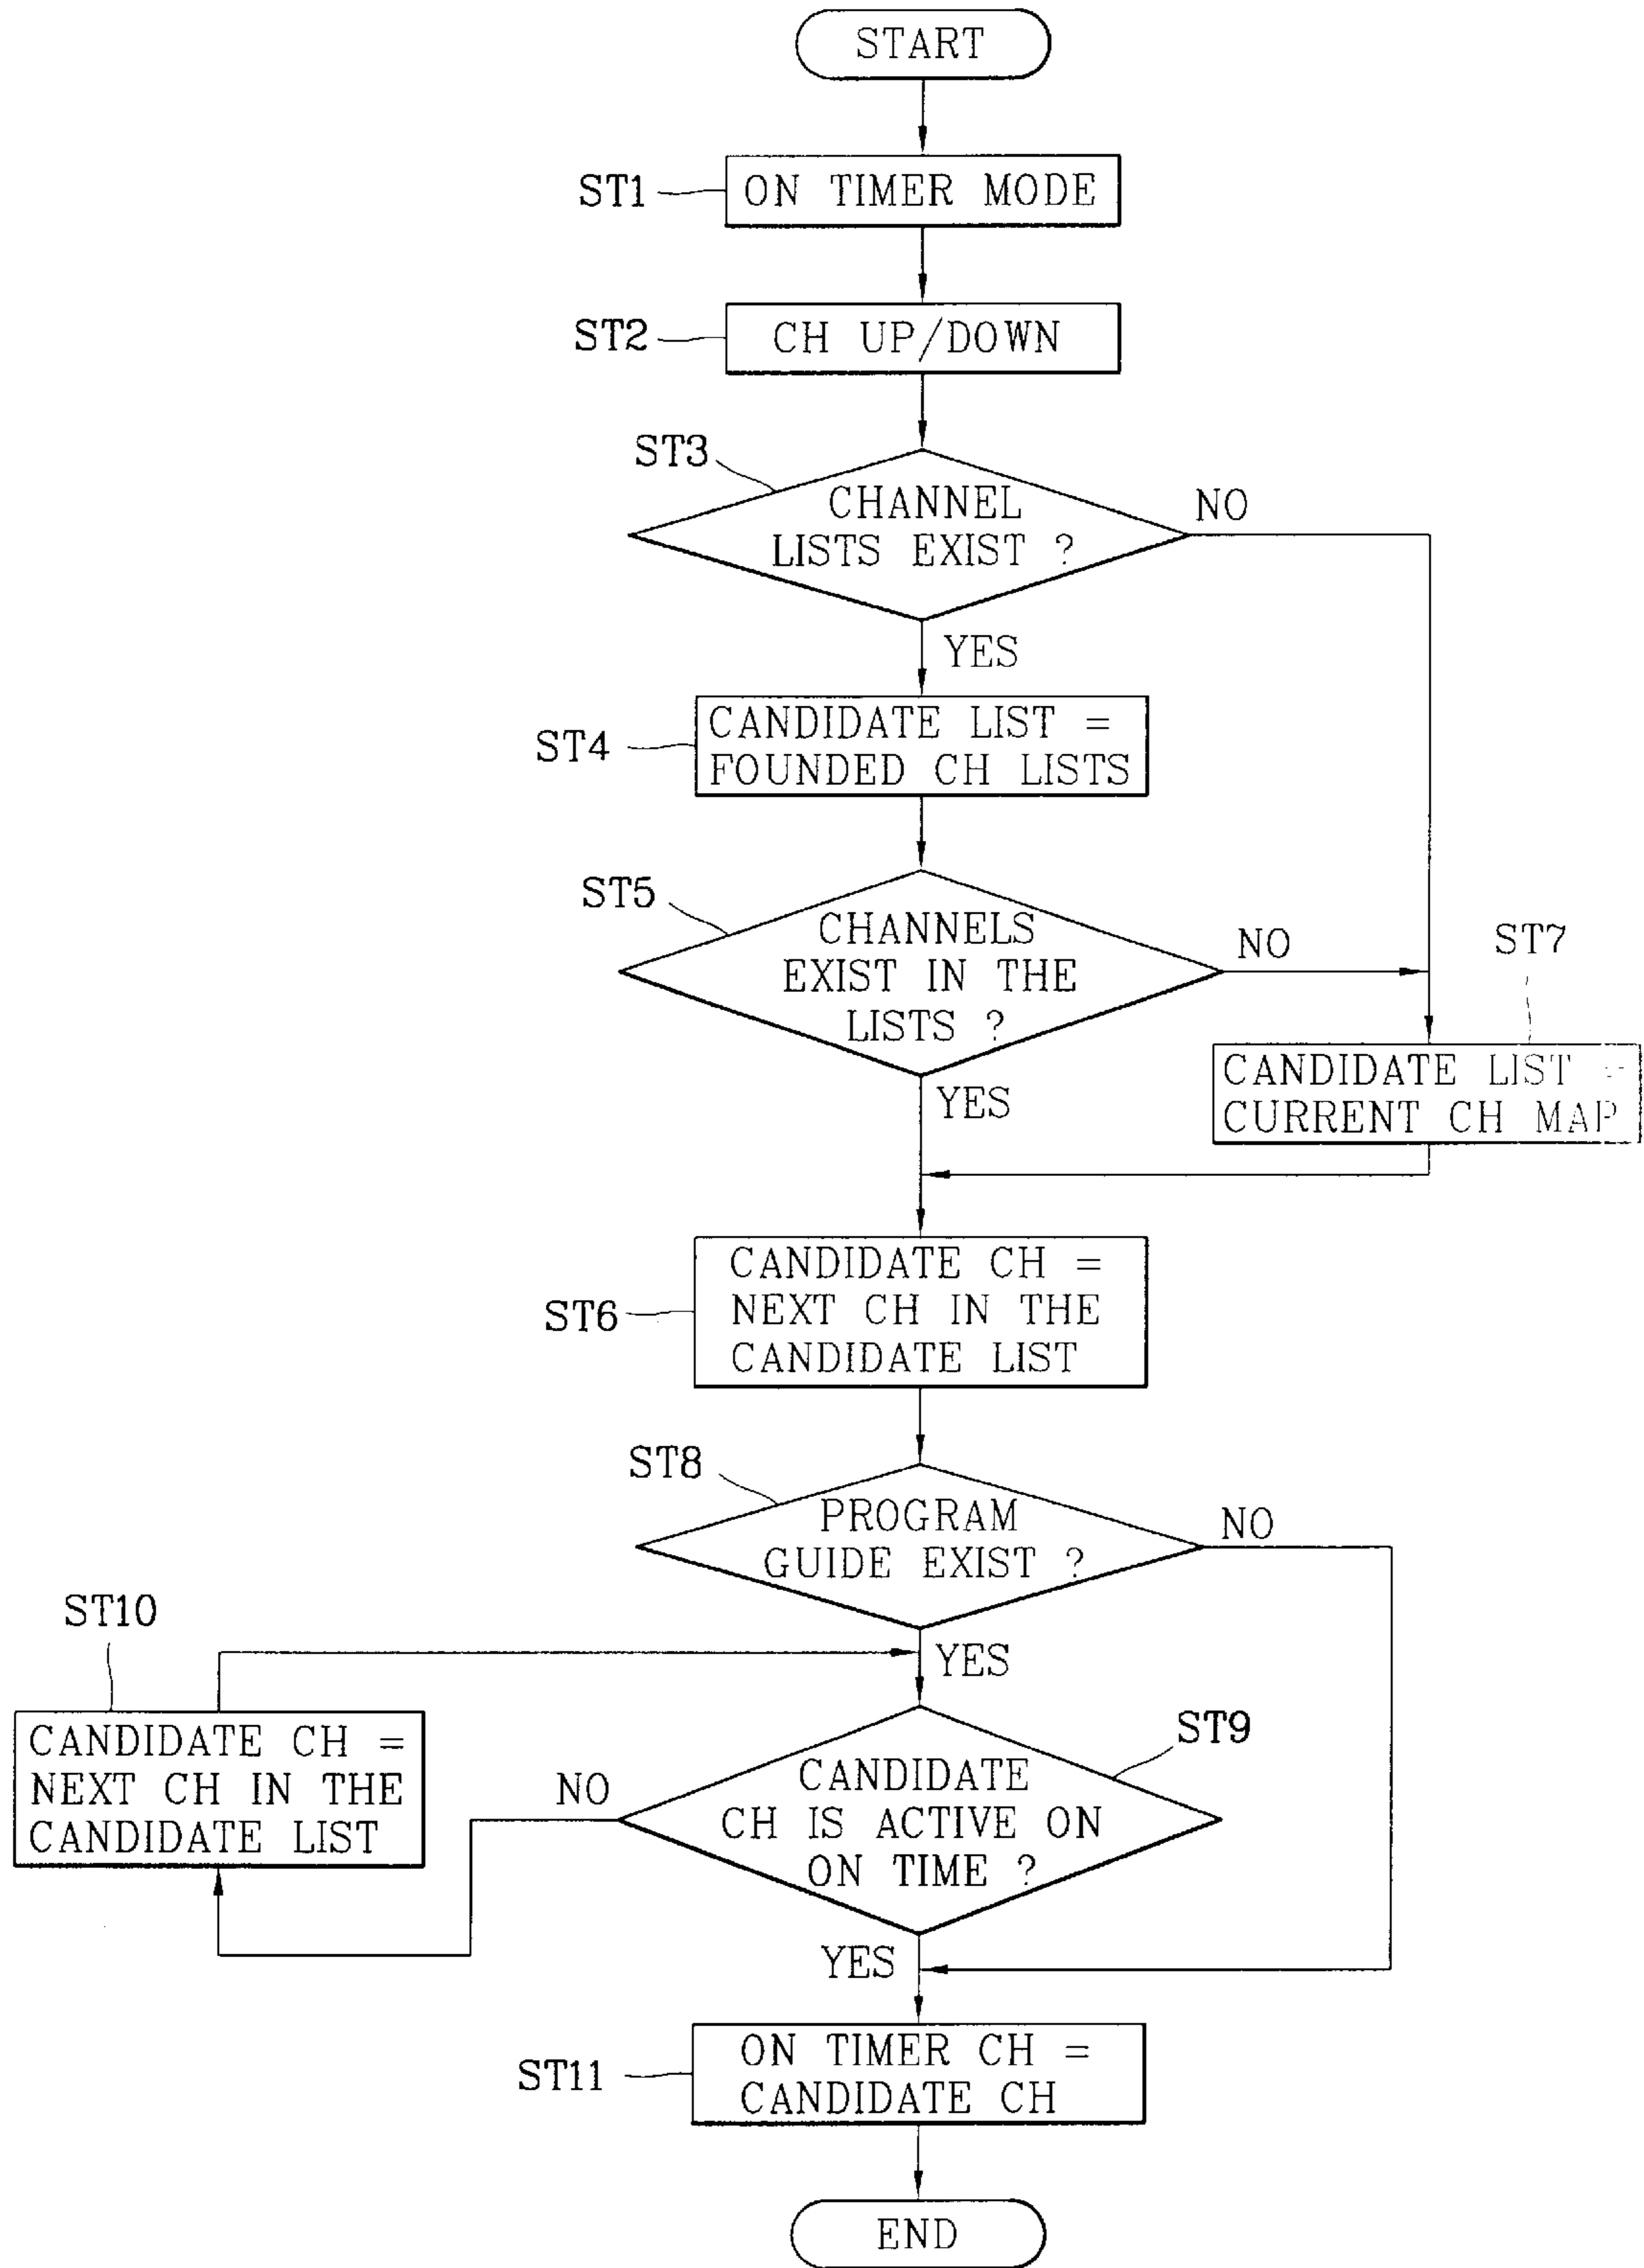 START
ST1
ON TIMER MODE
ST2
CH UP/DOWN
ST3
CHANNEL
LISTS EXIST ?
NO
YES
ST4
CANDIDATE LIST =
FOUNDED CH LISTS
ST5
CHANNELS
EXIST IN THE
LISTS ?
NO
YES
ST7
CANDIDATE LIST =
CURRENT CH MAP
ST6
CANDIDATE CH =
NEXT CH IN THE
CANDIDATE LIST
ST8
PROGRAM
GUIDE EXIST ?
NO
YES
ST10
CANDIDATE CH =
NEXT CH IN THE
CANDIDATE LIST
ST9
CANDIDATE
CH IS ACTIVE ON
ON TIME ?
NO
YES
ST11
ON TIMER CH =
CANDIDATE CH
END